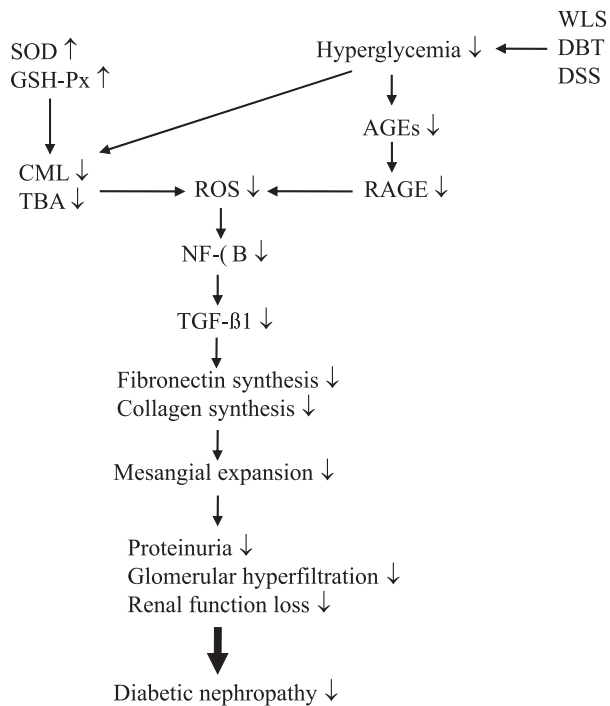 WLS
SOD ↑
Hyperglycemia ↓
DBT
GSH-Px ↑
DSS
AGEs ↓
CML ↓
TBA ↓
ROS ↓
RAGE ↓
NF-( B ↓
TGF-ß1 ↓
Fibronectin synthesis ↓
Collagen synthesis ↓
Mesangial expansion ↓
Proteinuria ↓
Glomerular hyperfiltration ↓
Renal function loss ↓
Diabetic nephropathy ↓